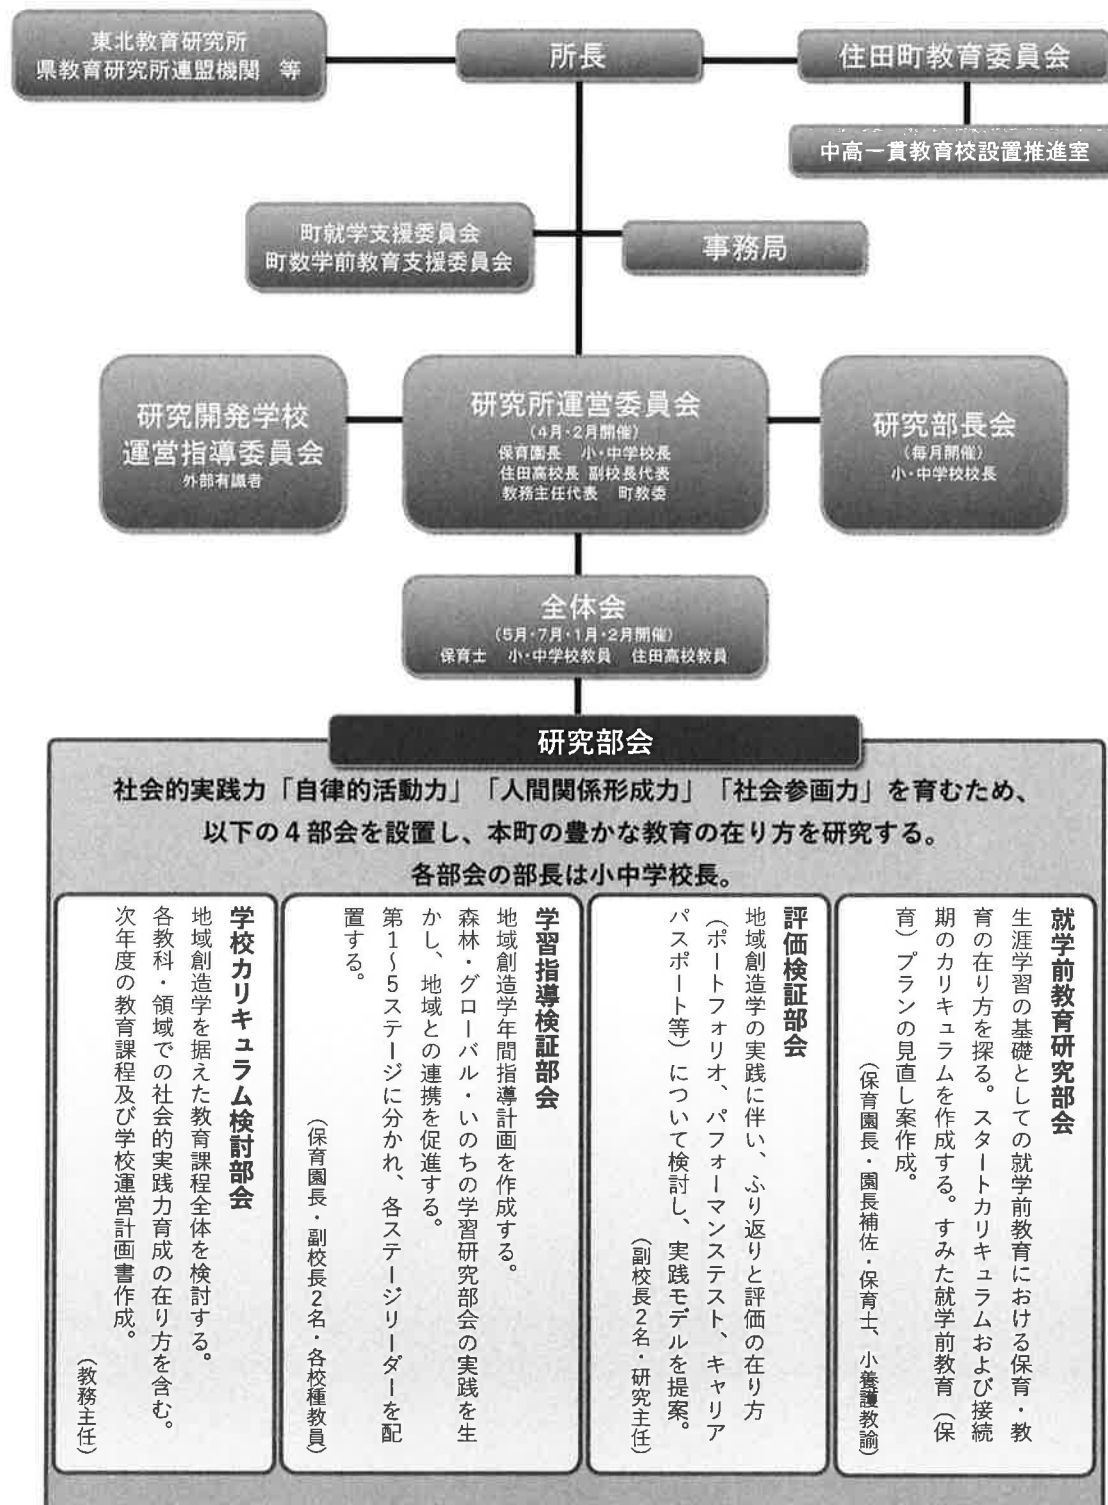 東北教育研究所
県教育研究所連盟機関　等
所長
住田町教育委員会
中高一貫教育校設置推進室
町就学支援委員会
町数学前教育支援委員会
事務局
研究開発学校
運営指導委員会
外部有識者
研究所運営委員会
(4月・2月開催)
保育園長　小・中学校長
住田高校長 副校長代表
教務主任代表　町教委
研究部長会
(毎月開催)
小・中学校校長
全体会
(5月・7月・1月・2月開催)
保育士　小・中学校教員　住田高校教員
研究部会
社会的実践力「自律的活動力」「人間関係形成力」「社会参画力」を育むため、
以下の４部会を設置し、本町の豊かな教育の在り方を研究する。
各部会の部長は小中学校長。
就学前教育研究部会
生涯学習の基礎としての就学前教育における保育・教
育の在り方を探る。スタートカリキュラムおよび接続
期のカリキュラムを作成する。すみた就学前教育（保
育）プランの見直し案作成。
（保育園長・園長補佐・保育士、小養護教諭）
評価検証部会
地域創造学の実践に伴い、ふり返りと評価の在り方
（ポートフォリオ、パフォーマンステスト、キャリア
パスポート等）について検討し、実践モデルを提案。
（副校長２名・研究主任）
学習指導検証部会
地域創造学年間指導計画を作成する。
森林・グローバル・いのちの学習研究部会の実践を生
かし、地域との連携を促進する。
第１～５ステージに分かれ、各ステージリーダーを配
置する。
（保育園長・副校長２名・各校種教員）
学校カリキュラム検討部会
地域創造学を据えた教育課程全体を検討する。
各教科・領域での社会的実践力育成の在り方を含む。
次年度の教育課程及び学校運営計画書作成。
（教務主任）